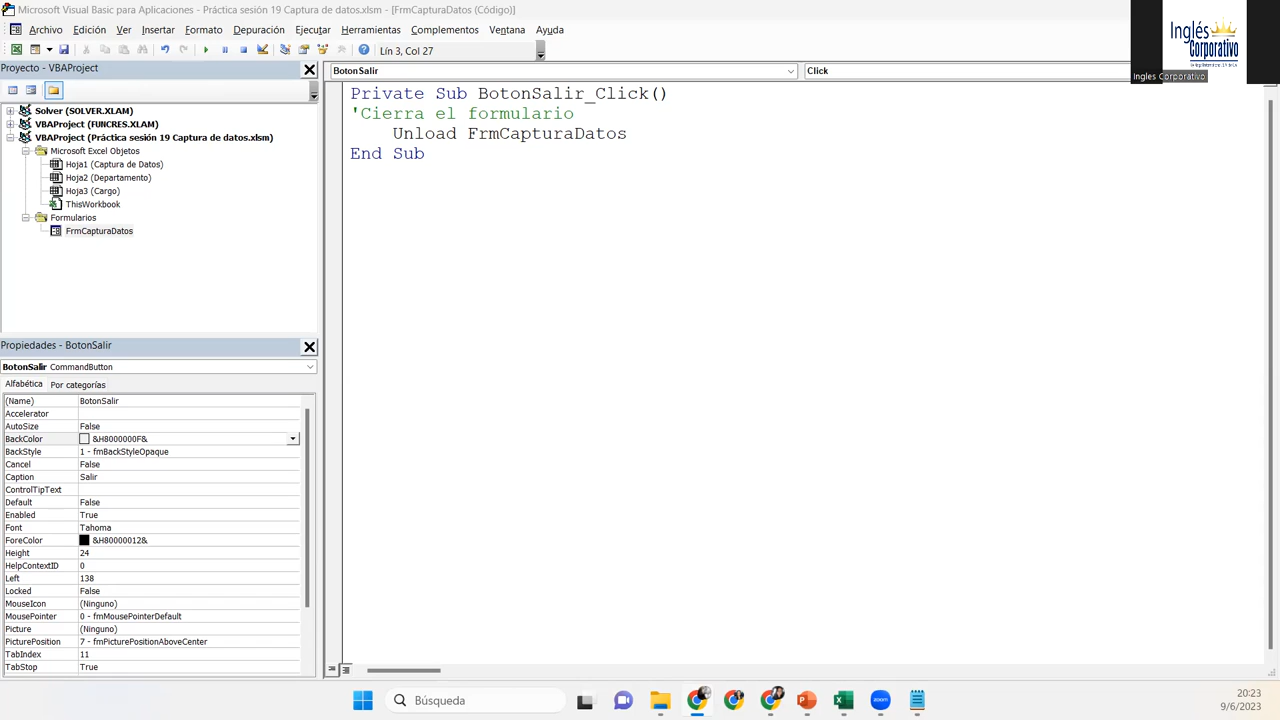 Microsoft Visual Basic para Aplicaciones - Práctica sesión 19 Captura de datos.xlsm - [FrmCapturaDatos (Código)]
Archivo Edición Ver Insertar Formato Depuración Ejecutar Herramientas Complementos Ventana Ayuda
Lín 3, Col 27
Inglés
Corporativo
Ingles Corporativo
Proyecto - VBAProject
Solver (SOLVER.XLAM)
VBAProject (FUNCRES.XLAM)
VBAProject (Práctica sesión 19 Captura de datos.xlsm)
Microsoft Excel Objetos
Hoja1 (Captura de Datos)
Hoja2 (Departamento)
Hoja3 (Cargo)
ThisWorkbook
Formularios
FrmCapturaDatos
BotonSalir Click
Private Sub BotonSalir_Click()
'Cierra el formulario
Unload FrmCapturaDatos
End Sub
Propiedades - BotonSalir
BotonSalir CommandButton
Alfabética Por categorías
(Name) BotonSalir
Accelerator
AutoSize False
BackColor &H8000000F&
BackStyle 1 - fmBackStyleOpaque
Cancel False
Caption Salir
ControlTipText
Default False
Enabled True
Font Tahoma
ForeColor &H80000012&
Height 24
HelpContextID 0
Left 138
Locked False
MouseIcon (Ninguno)
MousePointer 0 - fmMousePointerDefault
Picture (Ninguno)
PicturePosition 7 - fmPicturePositionAboveCenter
TabIndex 11
TabStop True
Búsqueda
20:23
9/6/2023